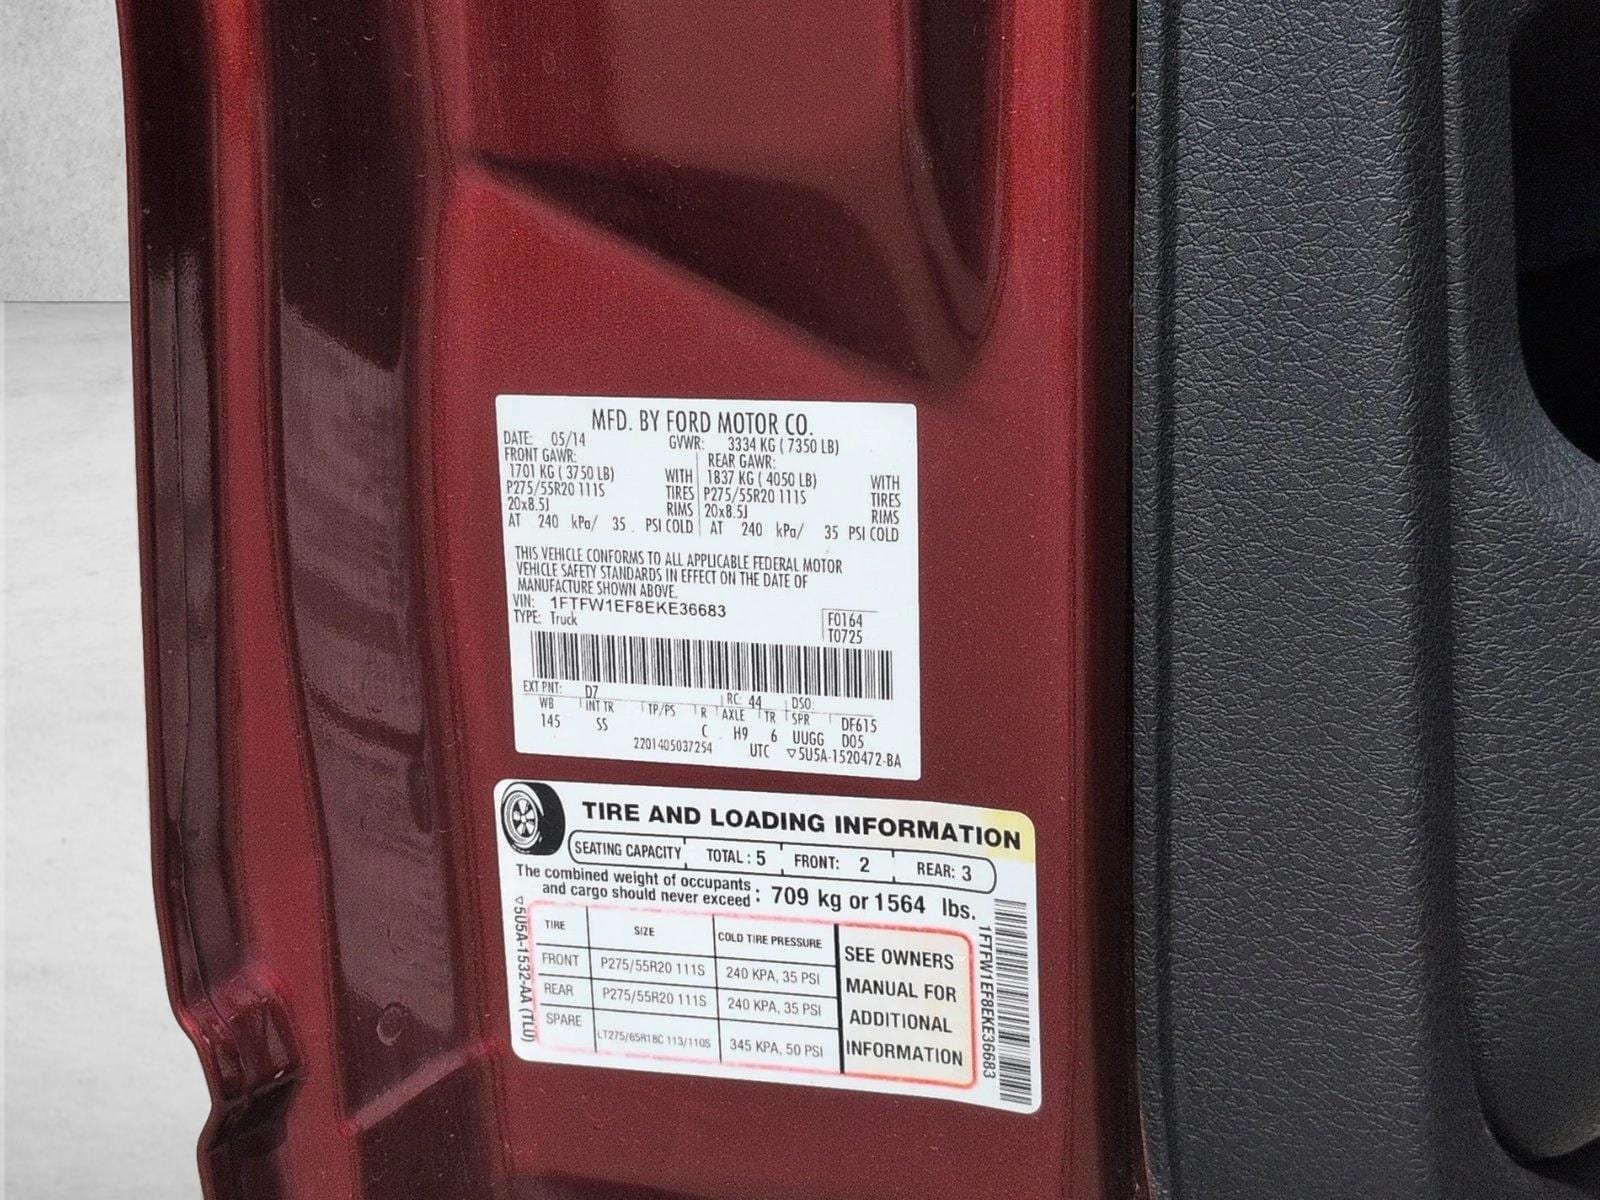 MFD. BY FORD MOTOR CO.
DATE: 05/14 GVWR: 3334 KG ( 7350 LB)
FRONT GAWR: REAR GAWR:
1701 KG ( 3750 LB) WITH 1837 KG ( 4050 LB) WITH
P275/55R20 111S TIRES P275/55R20 111S TIRES
20x8.5J RIMS 20x8.5J RIMS
AT 240 kPa/ 35 PSI COLD AT 240 kPa/ 35 PSI COLD
THIS VEHICLE CONFORMS TO ALL APPLICABLE FEDERAL MOTOR
VEHICLE SAFETY STANDARDS IN EFFECT ON THE DATE OF
MANUFACTURE SHOWN ABOVE.
VIN: 1FTFW1EF8EKE36683
TYPE: Truck
F0164
T0725
EXT PNT: DZ RC: 44 DSO:
WB INT TR TP/PS R AXLE TR SPR DF615
145 SS C H9 6 UUGG D05
2201405037254 UTC ▽5U5A-1520472-BA
TIRE AND LOADING INFORMATION
SEATING CAPACITY TOTAL : 5 FRONT: 2 REAR: 3
The combined weight of occupants
and cargo should never exceed : 709 kg or 1564 lbs.
TIRE SIZE COLD TIRE PRESSURE
FRONT P275/55R20 111S 240 KPA, 35 PSI
REAR P275/55R20 111S 240 KPA, 35 PSI
SPARE LT275/65R18C 113/110S 345 KPA, 50 PSI
SEE OWNERS
MANUAL FOR
ADDITIONAL
INFORMATION
▽5U5A-1532-AA (TLU)
1FTFW1EF8EKE36683